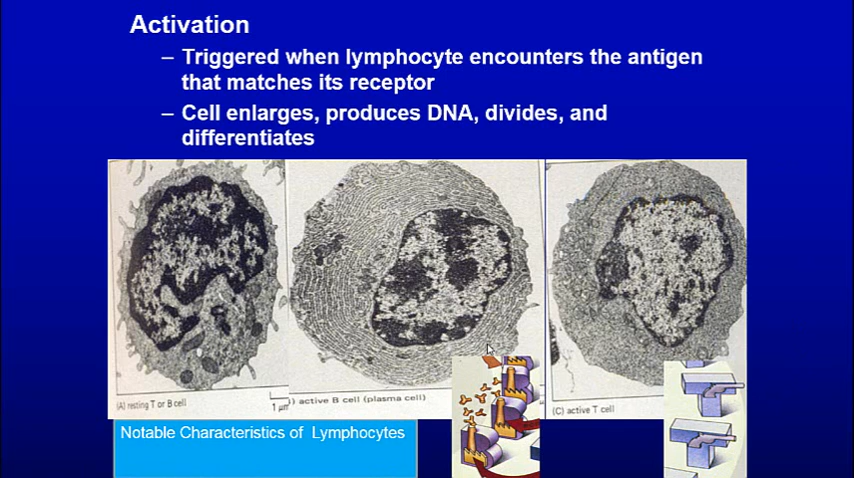 Activation
– Triggered when lymphocyte encounters the antigen
that matches its receptor
– Cell enlarges, produces DNA, divides, and
differentiates
(A) resting T or B cell
1 μm
) active B cell (plasma cell)
(C) active T cell
Notable Characteristics of Lymphocytes